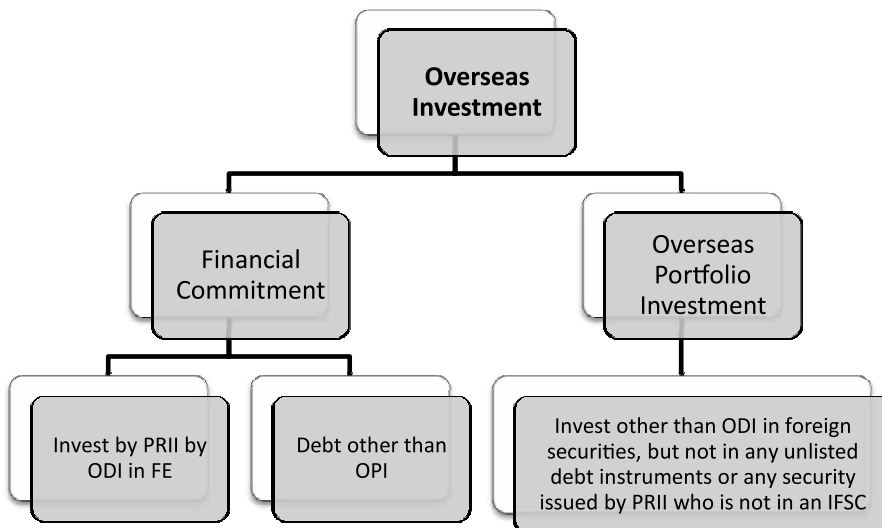 Overseas
Investment
Financial
Commitment
Overseas
Portfolio
Investment
Invest by PRII by
ODI in FE
Debt other than
OPI
Invest other than ODI in foreign
securities, but not in any unlisted
debt instruments or any security
issued by PRII who is not in an IFSC